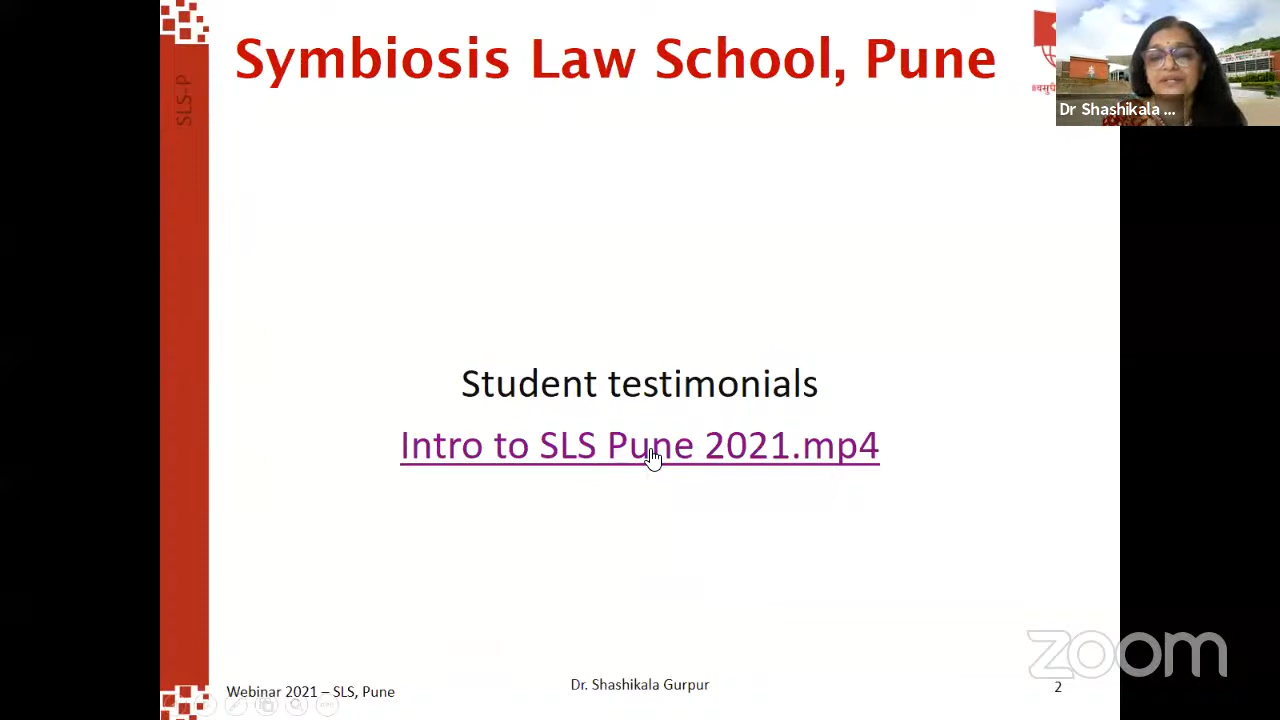 Symbiosis Law School, Pune
SLS-P
Dr Shashikala ...
Student testimonials
Intro to SLS Pune 2021.mp4
zoom
Webinar 2021 – SLS, Pune
Dr. Shashikala Gurpur
2